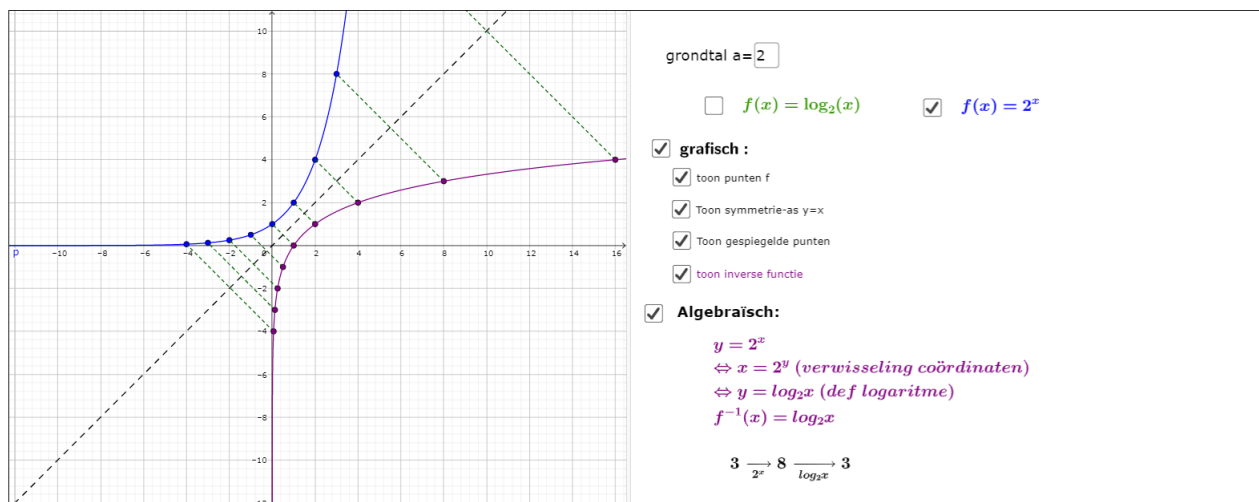 10
8
6
4
2
p
−10 −8 −6 −4 −2 0 2 4 6 8 10 12 14 16
−2
−4
−6
−8
−10
−12
grondtal a= 2
f(x) = log₂(x) f(x) = 2ˣ
grafisch :
toon punten f
Toon symmetrie-as y=x
Toon gespiegelde punten
toon inverse functie
Algebraïsch:
y = 2ˣ
⇔ x = 2ʸ (verwisseling coördinaten)
⇔ y = log₂x (def logaritme)
f⁻¹(x) = log₂x
3 → 8 → 3
2ˣ log₂x